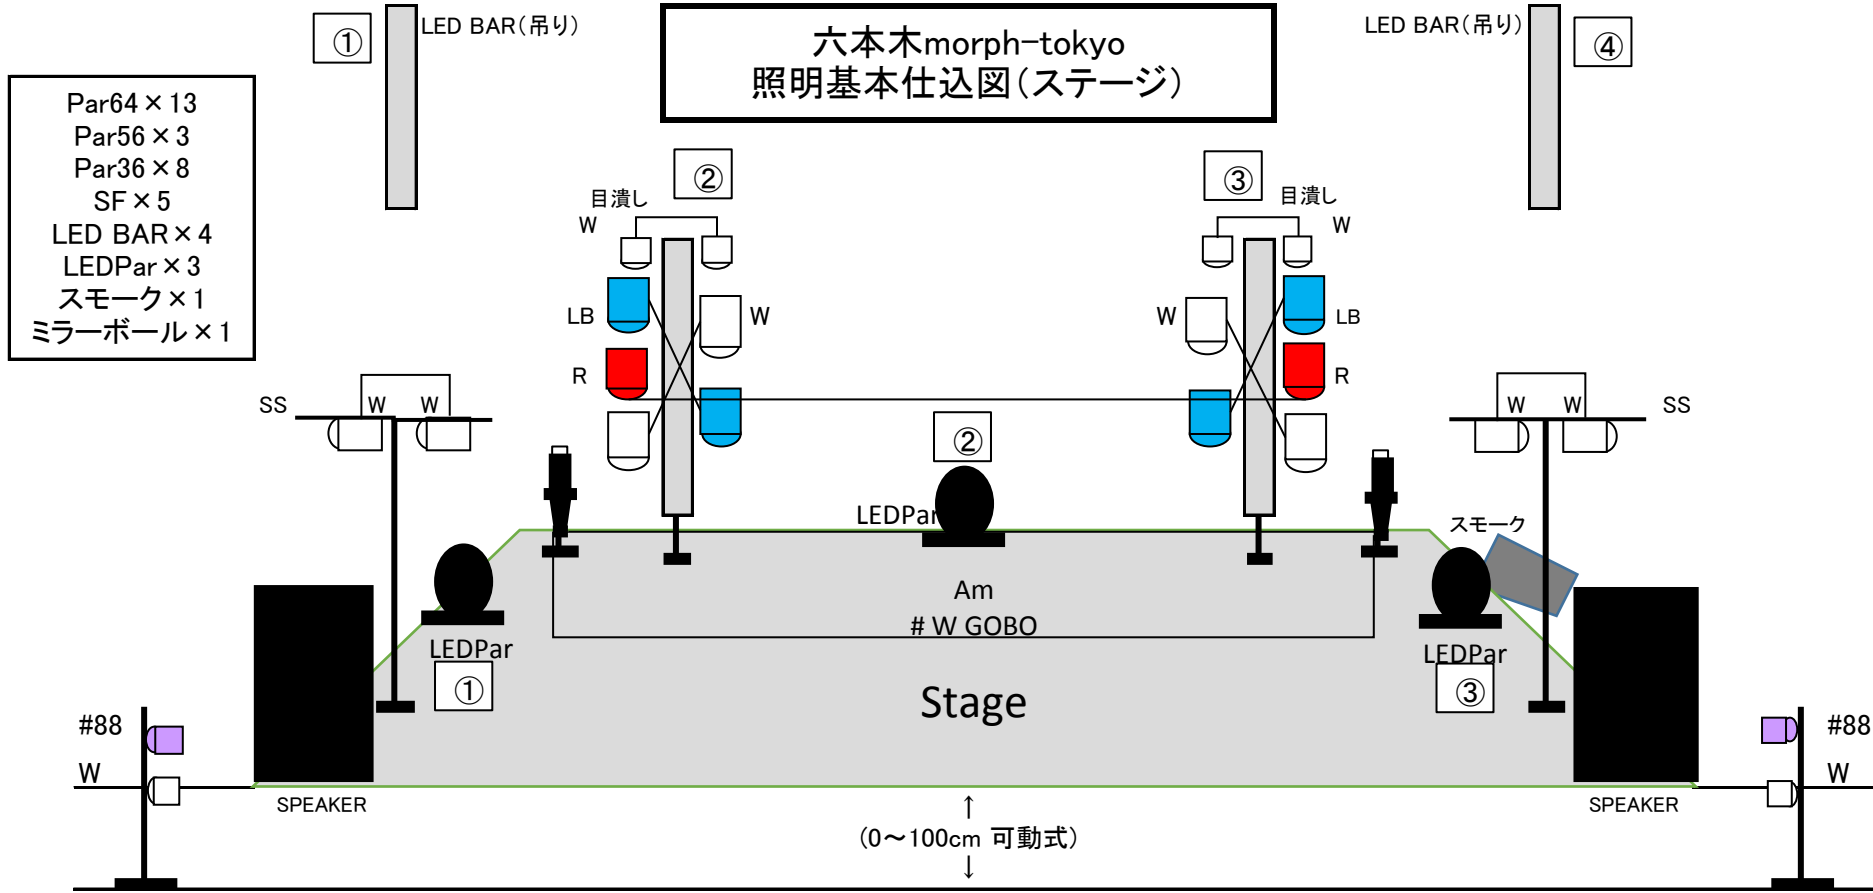 ①
LED BAR（吊り）
六本木morph-tokyo
照明基本仕込図（ステージ）
LED BAR（吊り）
④
Par64×13
Par56×3
Par36×8
SF×5
LED BAR×4
LEDPar×3
スモーク×1
ミラーボール×1
目潰し
②
W
③
目潰し
W
LB
W
W
LB
R
R
SS
W W
②
W W
SS
LEDPar
スモーク
Am
# W GOBO
LEDPar
①
LEDPar
③
Stage
#88
W
#88
W
SPEAKER
SPEAKER
↑
（0～100cm 可動式）
↓